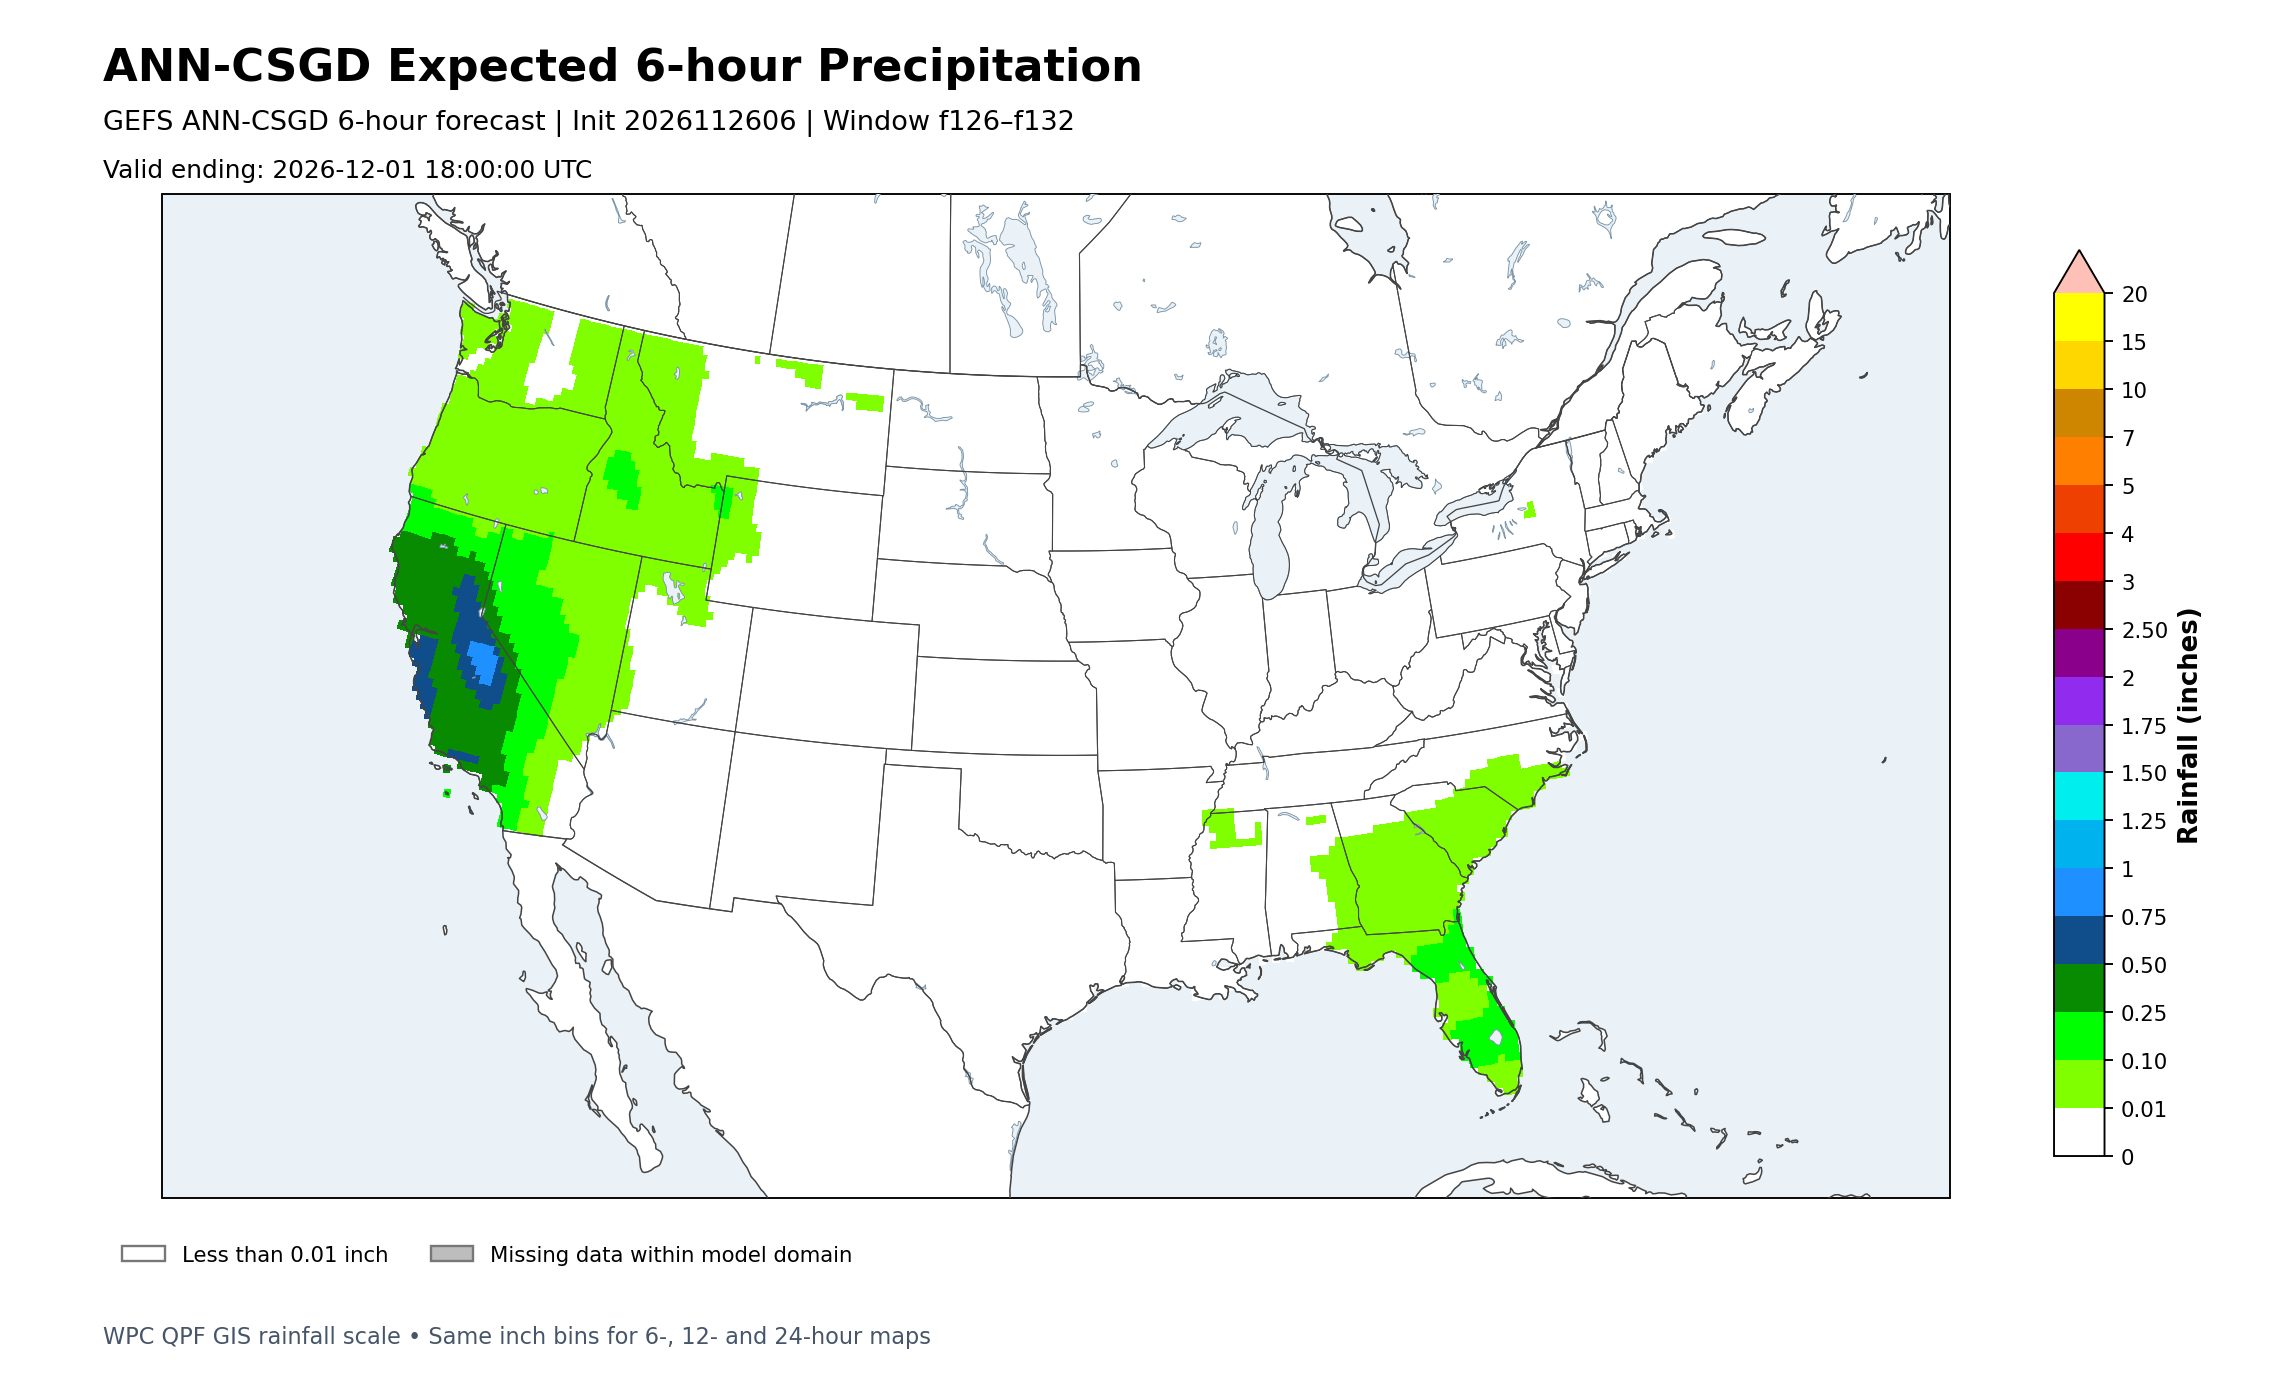 ANN-CSGD Expected 6-hour Precipitation
GEFS ANN-CSGD 6-hour forecast | Init 2026112606 | Window f126–f132
Valid ending: 2026-12-01 18:00:00 UTC
20
15
10
7
5
4
3
2.50
2
1.75
1.50
1.25
1
0.75
0.50
0.25
0.10
0.01
0
Rainfall (inches)
Less than 0.01 inch
Missing data within model domain
WPC QPF GIS rainfall scale • Same inch bins for 6-, 12- and 24-hour maps